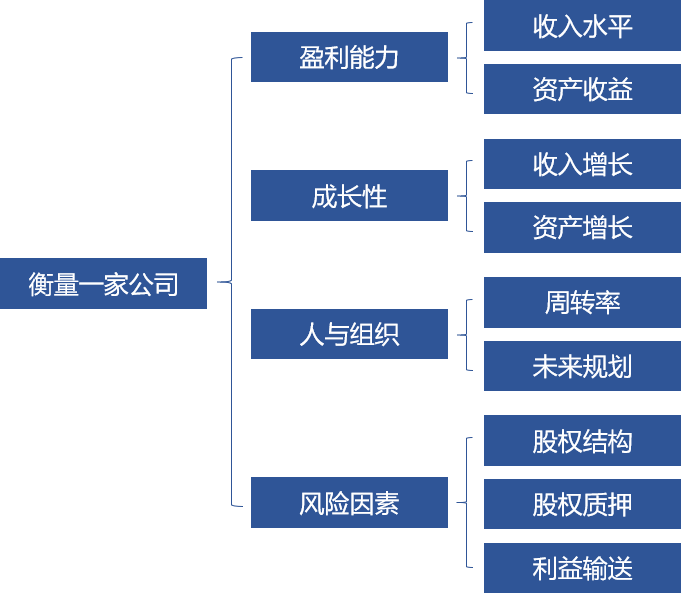 衡量一家公司
盈利能力
收入水平
资产收益
成长性
收入增长
资产增长
人与组织
周转率
未来规划
风险因素
股权结构
股权质押
利益输送